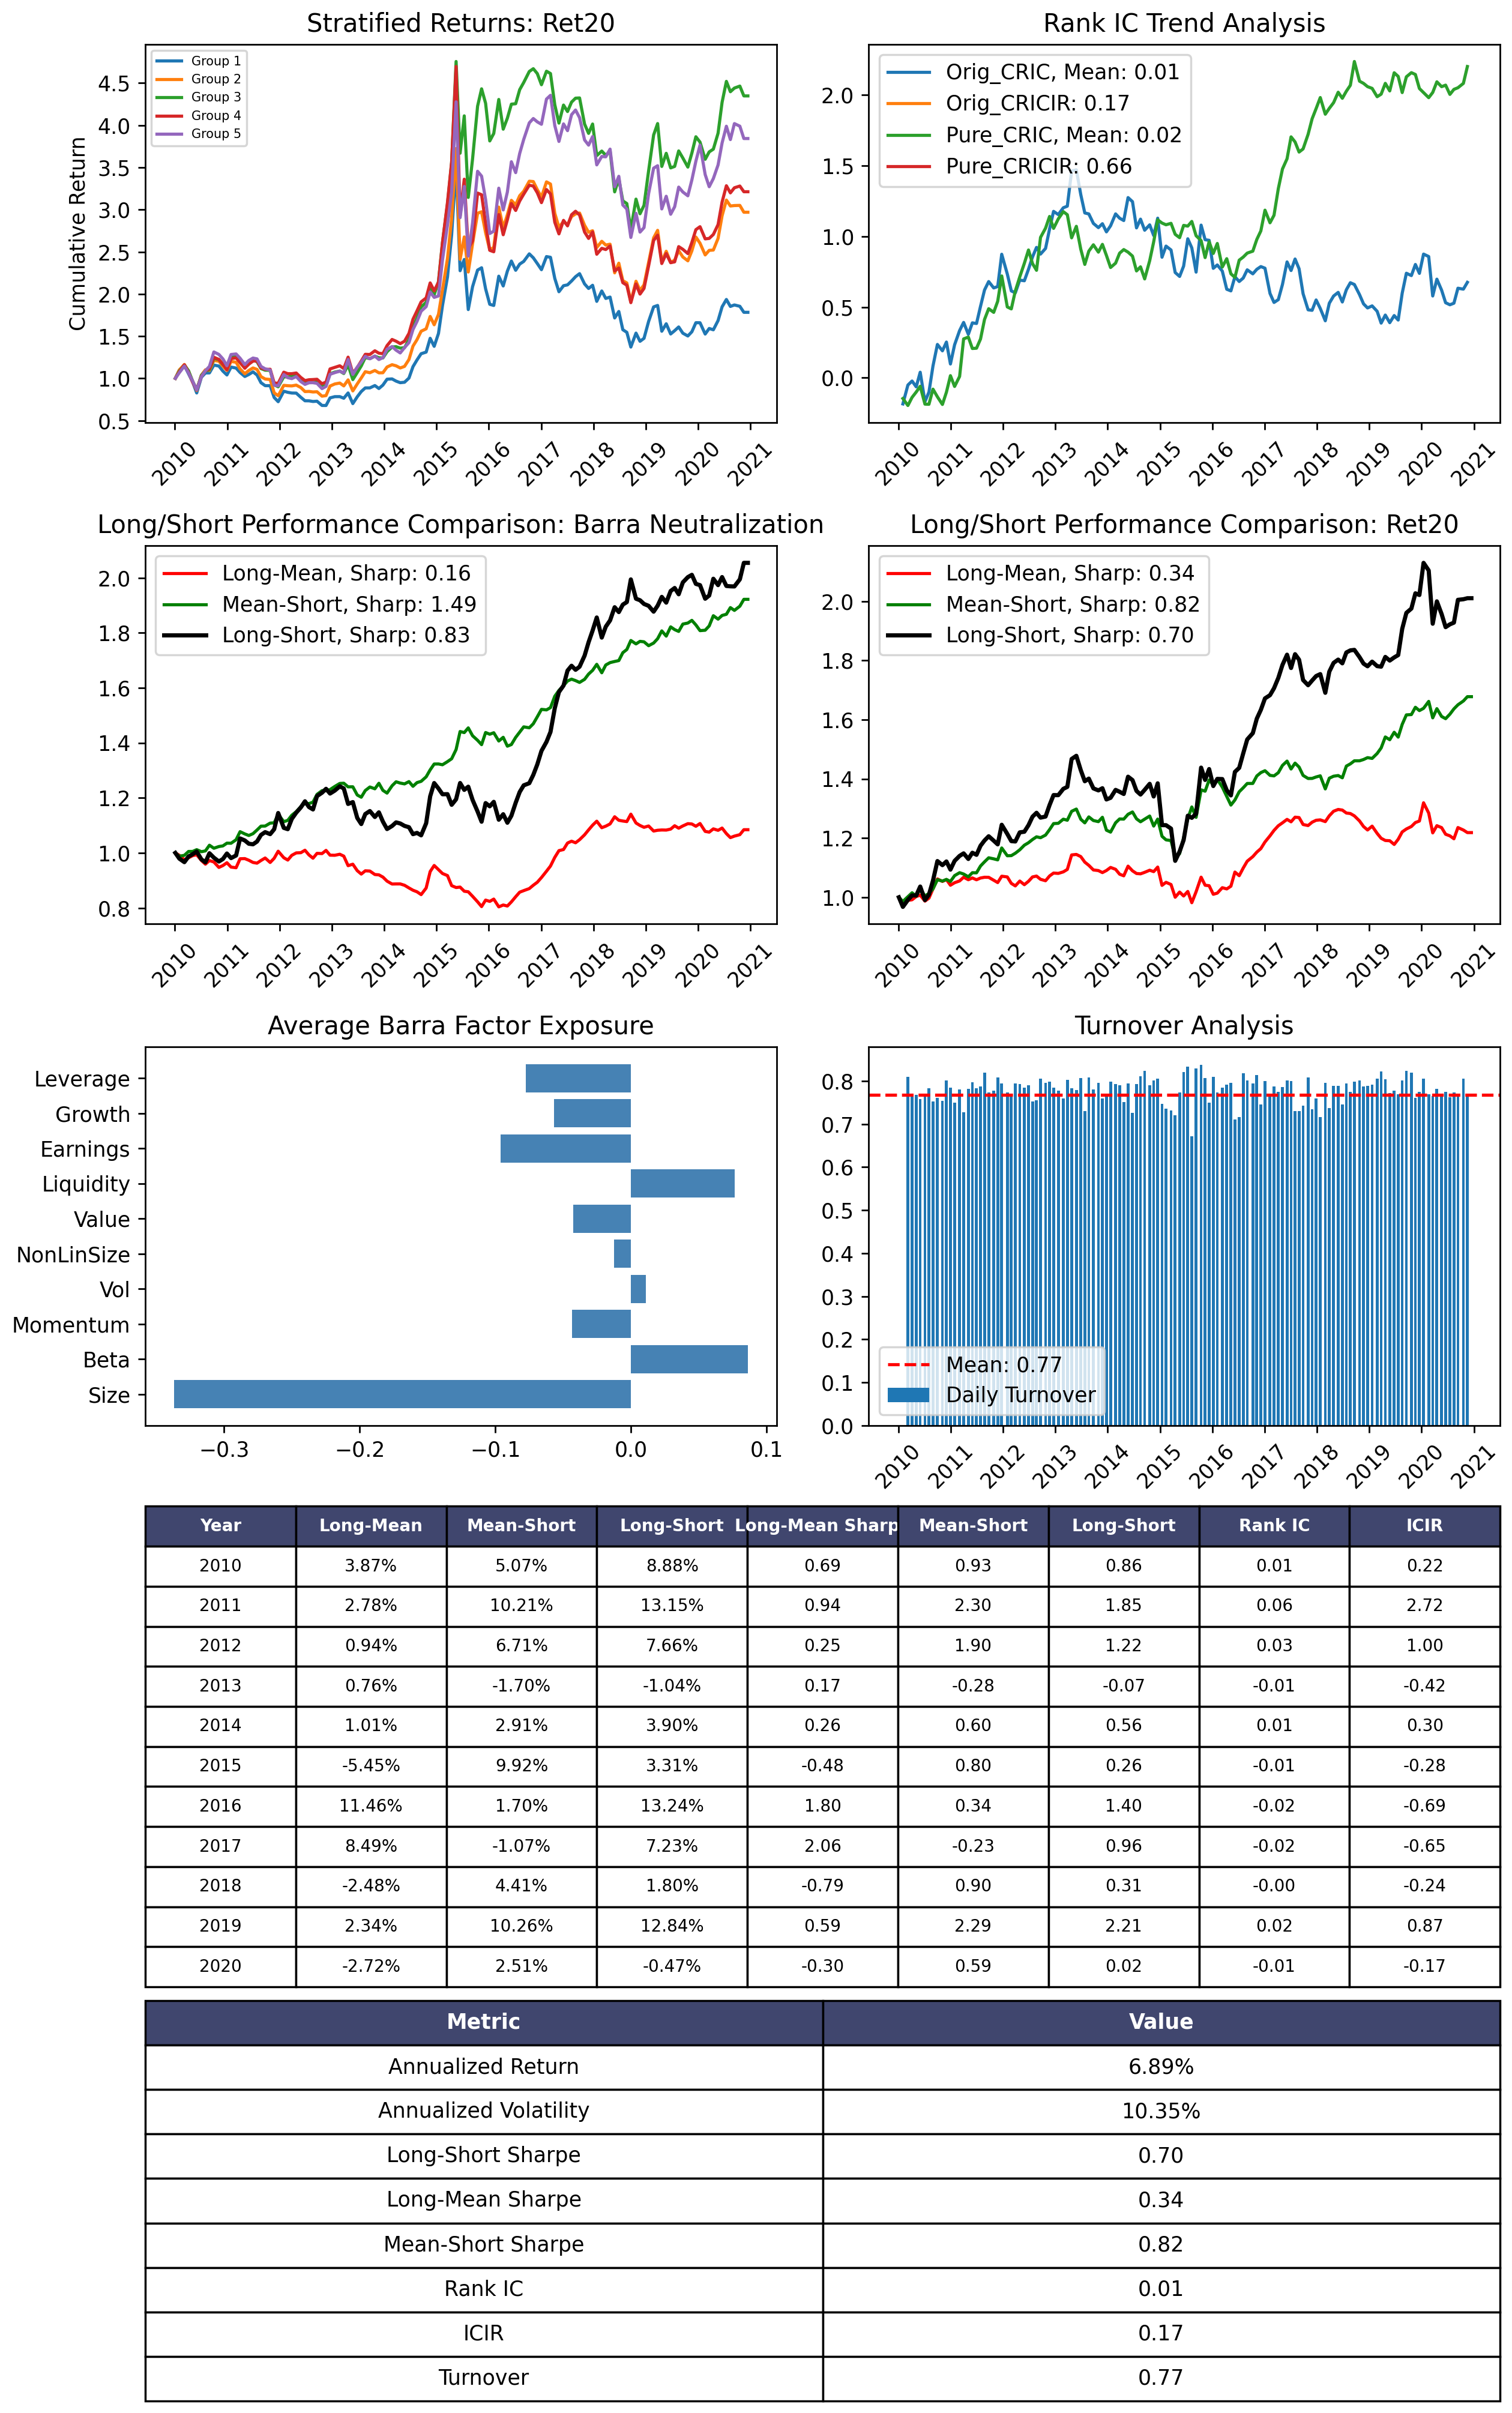 Stratified Returns: Ret20
Cumulative Return
4.5
4.0
3.5
3.0
2.5
2.0
1.5
1.0
0.5
Group 1
Group 2
Group 3
Group 4
Group 5
2010 2011 2012 2013 2014 2015 2016 2017 2018 2019 2020 2021
Rank IC Trend Analysis
2.0
1.5
1.0
0.5
0.0
Orig_CRIC, Mean: 0.01
Orig_CRICIR: 0.17
Pure_CRIC, Mean: 0.02
Pure_CRICIR: 0.66
2010 2011 2012 2013 2014 2015 2016 2017 2018 2019 2020 2021
Long/Short Performance Comparison: Barra Neutralization
2.0
1.8
1.6
1.4
1.2
1.0
0.8
Long-Mean, Sharp: 0.16
Mean-Short, Sharp: 1.49
Long-Short, Sharp: 0.83
2010 2011 2012 2013 2014 2015 2016 2017 2018 2019 2020 2021
Long/Short Performance Comparison: Ret20
2.0
1.8
1.6
1.4
1.2
1.0
Long-Mean, Sharp: 0.34
Mean-Short, Sharp: 0.82
Long-Short, Sharp: 0.70
2010 2011 2012 2013 2014 2015 2016 2017 2018 2019 2020 2021
Average Barra Factor Exposure
Leverage
Growth
Earnings
Liquidity
Value
NonLinSize
Vol
Momentum
Beta
Size
−0.3 −0.2 −0.1 0.0 0.1
Turnover Analysis
0.8
0.7
0.6
0.5
0.4
0.3
0.2
0.1
0.0
Mean: 0.77
Daily Turnover
2010 2011 2012 2013 2014 2015 2016 2017 2018 2019 2020 2021
Year Long-Mean Mean-Short Long-Short Long-Mean Sharp Mean-Short Long-Short Rank IC ICIR
2010 3.87% 5.07% 8.88% 0.69 0.93 0.86 0.01 0.22
2011 2.78% 10.21% 13.15% 0.94 2.30 1.85 0.06 2.72
2012 0.94% 6.71% 7.66% 0.25 1.90 1.22 0.03 1.00
2013 0.76% -1.70% -1.04% 0.17 -0.28 -0.07 -0.01 -0.42
2014 1.01% 2.91% 3.90% 0.26 0.60 0.56 0.01 0.30
2015 -5.45% 9.92% 3.31% -0.48 0.80 0.26 -0.01 -0.28
2016 11.46% 1.70% 13.24% 1.80 0.34 1.40 -0.02 -0.69
2017 8.49% -1.07% 7.23% 2.06 -0.23 0.96 -0.02 -0.65
2018 -2.48% 4.41% 1.80% -0.79 0.90 0.31 -0.00 -0.24
2019 2.34% 10.26% 12.84% 0.59 2.29 2.21 0.02 0.87
2020 -2.72% 2.51% -0.47% -0.30 0.59 0.02 -0.01 -0.17
Metric Value
Annualized Return 6.89%
Annualized Volatility 10.35%
Long-Short Sharpe 0.70
Long-Mean Sharpe 0.34
Mean-Short Sharpe 0.82
Rank IC 0.01
ICIR 0.17
Turnover 0.77